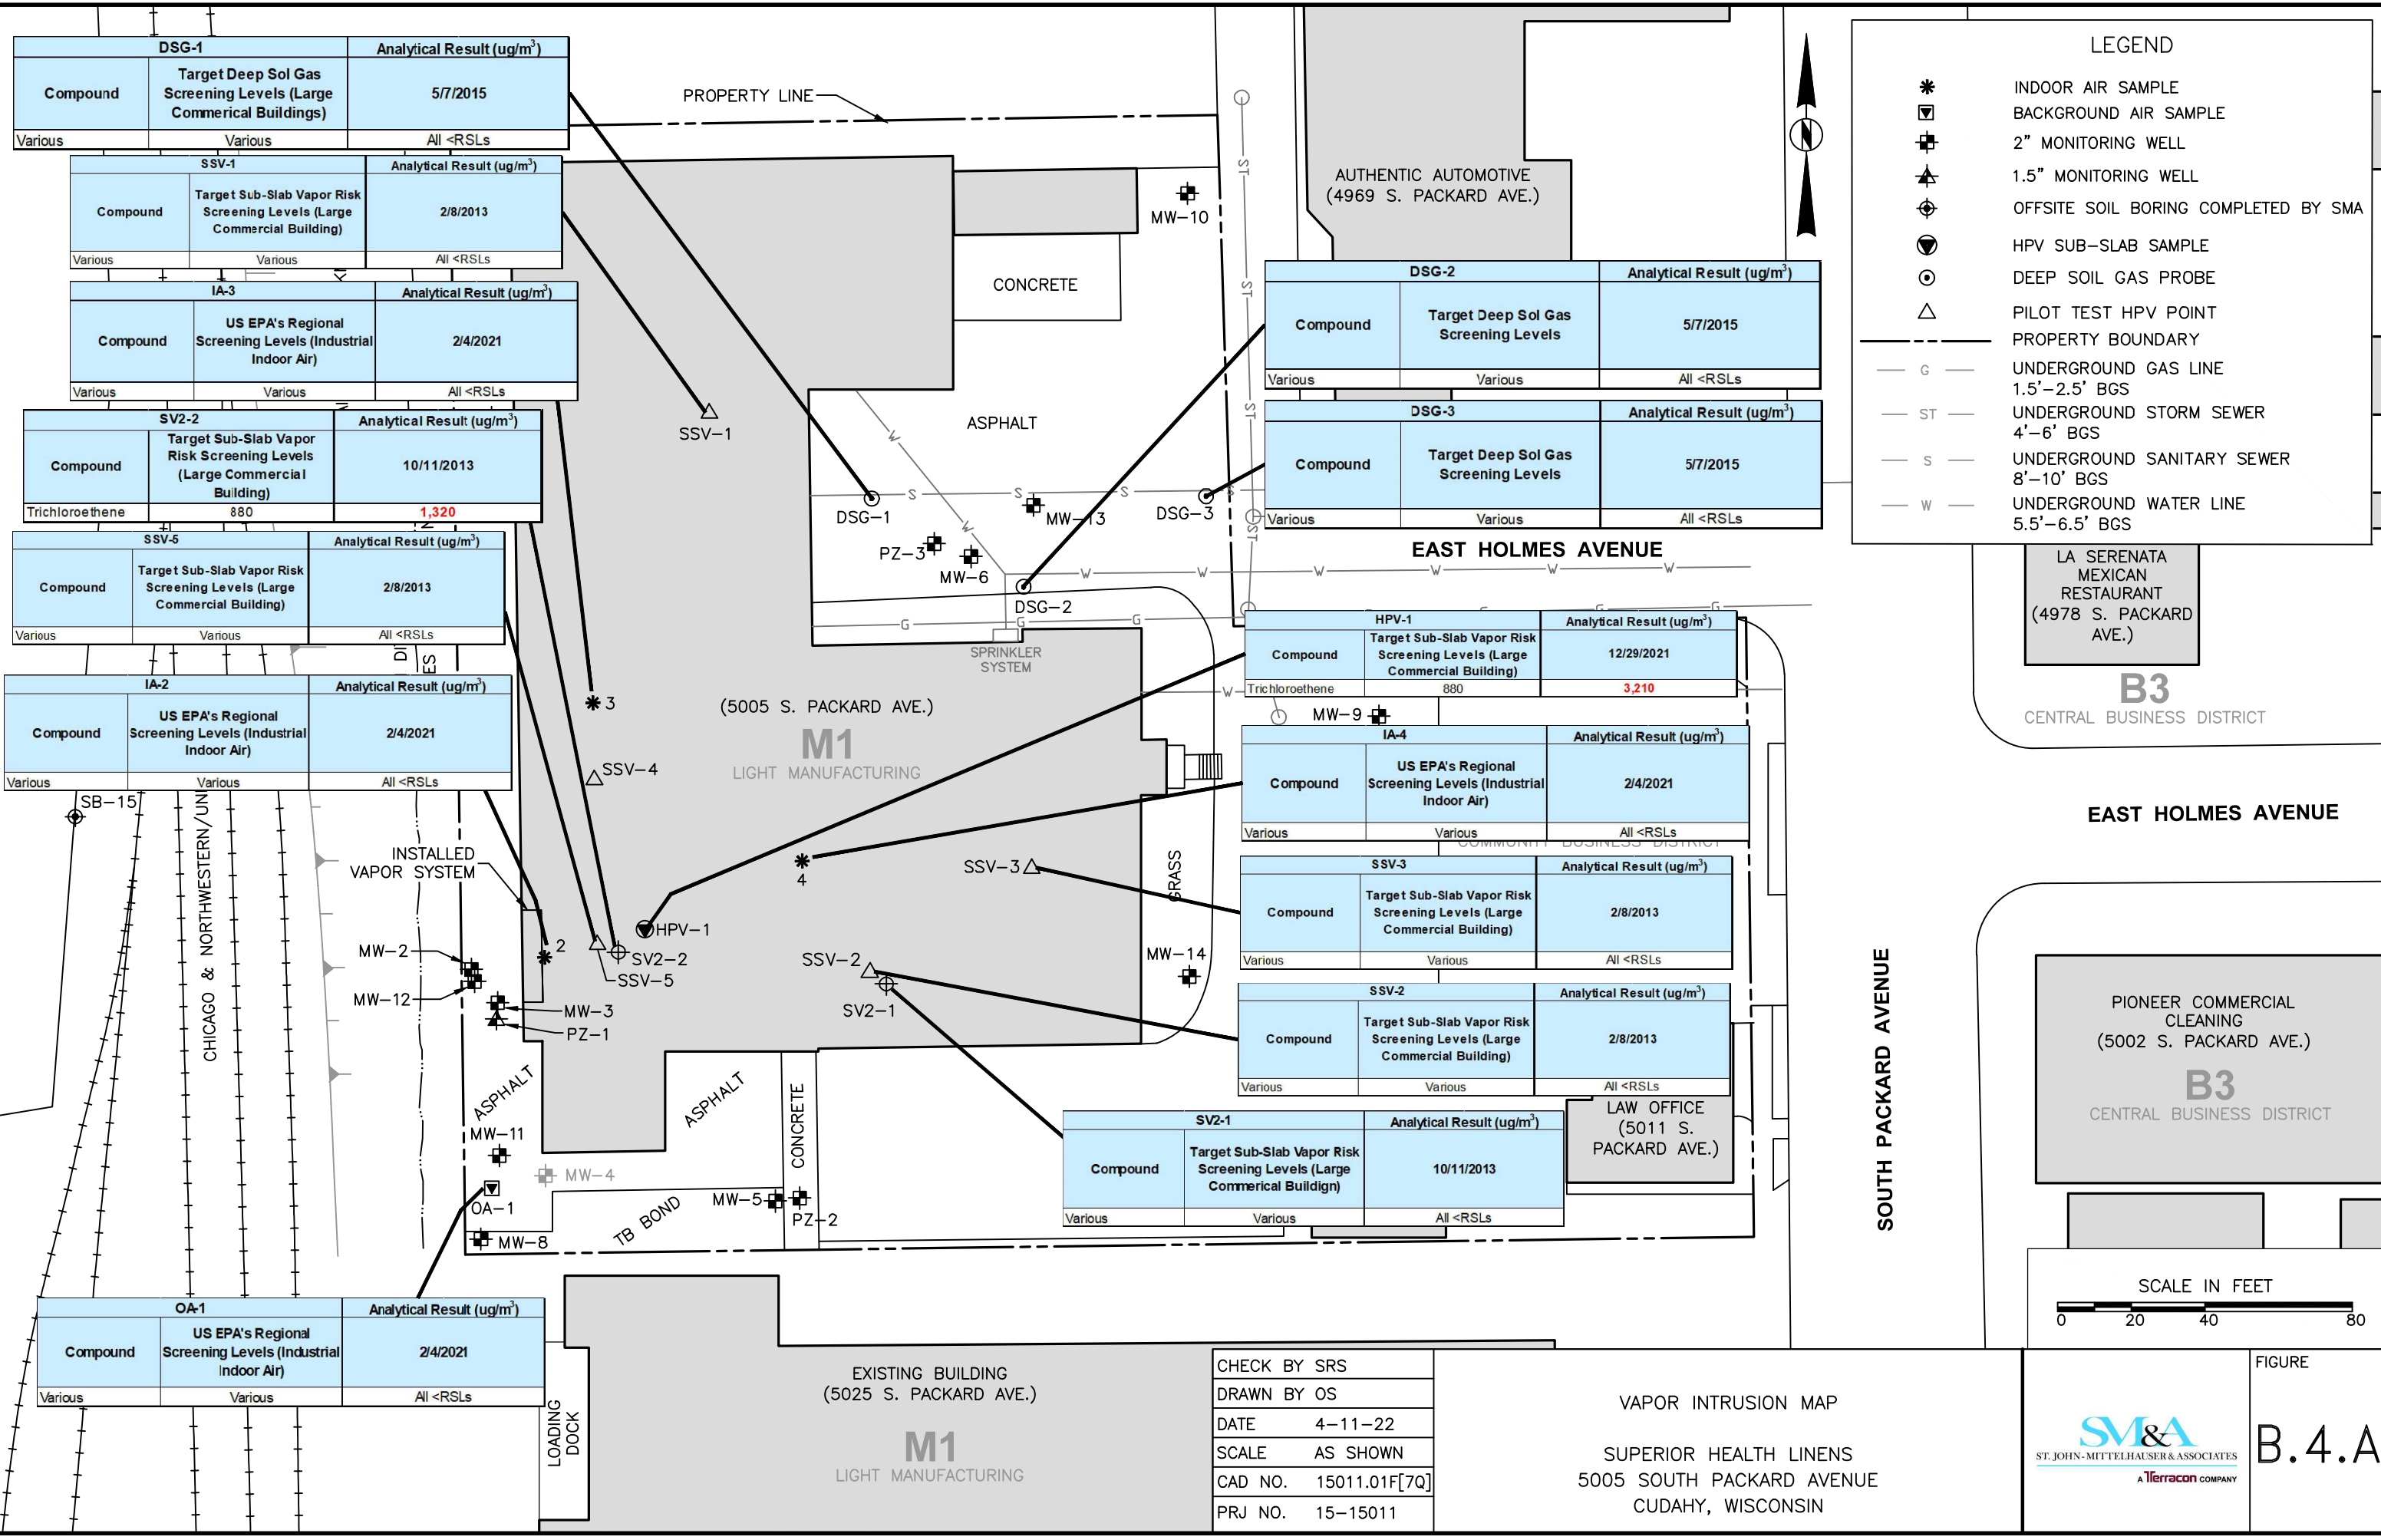 DSG-1 Analytical Result (ug/m3)
Compound
Target Deep Sol Gas
Screening Levels (Large
Commerical Buildings)
5/7/2015
Various Various All <RSLs
SSV-1 Analytical Result (ug/m3)
Compound
Target Sub-Slab Vapor Risk
Screening Levels (Large
Commercial Building)
2/8/2013
Various Various All <RSLs
IA-3 Analytical Result (ug/m3)
Compound
US EPA's Regional
Screening Levels (Industrial
Indoor Air)
2/4/2021
Various Various All <RSLs
SV2-2 Analytical Result (ug/m3)
Compound
Target Sub-Slab Vapor
Risk Screening Levels
(Large Commercial
Building)
10/11/2013
Trichloroethene 880 1,320
SSV-5 Analytical Result (ug/m3)
Compound
Target Sub-Slab Vapor Risk
Screening Levels (Large
Commercial Building)
2/8/2013
Various Various All <RSLs
IA-2 Analytical Result (ug/m3)
Compound
US EPA's Regional
Screening Levels (Industrial
Indoor Air)
2/4/2021
Various Various All <RSLs
SB-15
CHICAGO & NORTHWESTERN/UNI
INSTALLED
VAPOR SYSTEM
MW-2
MW-12
MW-3
PZ-1
ASPHALT
MW-11
MW-4
OA-1
MW-8
TB BOND
MW-5
PZ-2
ASPHALT
CONCRETE
OA-1 Analytical Result (ug/m3)
Compound
US EPA's Regional
Screening Levels (Industrial
Indoor Air)
2/4/2021
Various Various All <RSLs
LOADING
DOCK
PROPERTY LINE
MW-10
CONCRETE
ASPHALT
SSV-1
DSG-1
MW-13
DSG-3
PZ-3
MW-6
DSG-2
SPRINKLER
SYSTEM
3
(5005 S. PACKARD AVE.)
M1
LIGHT MANUFACTURING
SSV-4
4
SSV-3
GRASS
2
HPV-1
SV2-2
SSV-5
SSV-2
SV2-1
MW-14
MW-9
AUTHENTIC AUTOMOTIVE
(4969 S. PACKARD AVE.)
DSG-2 Analytical Result (ug/m3)
Compound
Target Deep Sol Gas
Screening Levels
5/7/2015
Various Various All <RSLs
DSG-3 Analytical Result (ug/m3)
Compound
Target Deep Sol Gas
Screening Levels
5/7/2015
Various Various All <RSLs
EAST HOLMES AVENUE
HPV-1 Analytical Result (ug/m3)
Compound
Target Sub-Slab Vapor Risk
Screening Levels (Large
Commercial Building)
12/29/2021
Trichloroethene 880 3,210
IA-4 Analytical Result (ug/m3)
Compound
US EPA's Regional
Screening Levels (Industrial
Indoor Air)
2/4/2021
Various Various All <RSLs
COMMUNITY BUSINESS DISTRICT
SSV-3 Analytical Result (ug/m3)
Compound
Target Sub-Slab Vapor Risk
Screening Levels (Large
Commercial Building)
2/8/2013
Various Various All <RSLs
SSV-2 Analytical Result (ug/m3)
Compound
Target Sub-Slab Vapor Risk
Screening Levels (Large
Commercial Building)
2/8/2013
Various Various All <RSLs
SV2-1 Analytical Result (ug/m3)
Compound
Target Sub-Slab Vapor Risk
Screening Levels (Large
Commerical Buildign)
10/11/2013
Various Various All <RSLs
LAW OFFICE
(5011 S.
PACKARD AVE.)
SOUTH PACKARD AVENUE
EAST HOLMES AVENUE
LEGEND
INDOOR AIR SAMPLE
BACKGROUND AIR SAMPLE
2" MONITORING WELL
1.5" MONITORING WELL
OFFSITE SOIL BORING COMPLETED BY SMA
HPV SUB-SLAB SAMPLE
DEEP SOIL GAS PROBE
PILOT TEST HPV POINT
PROPERTY BOUNDARY
G UNDERGROUND GAS LINE
1.5'-2.5' BGS
ST UNDERGROUND STORM SEWER
4'-6' BGS
S UNDERGROUND SANITARY SEWER
8'-10' BGS
W UNDERGROUND WATER LINE
5.5'-6.5' BGS
LA SERENATA
MEXICAN
RESTAURANT
(4978 S. PACKARD
AVE.)
B3
CENTRAL BUSINESS DISTRICT
PIONEER COMMERCIAL
CLEANING
(5002 S. PACKARD AVE.)
B3
CENTRAL BUSINESS DISTRICT
SCALE IN FEET
0 20 40 80
EXISTING BUILDING
(5025 S. PACKARD AVE.)
M1
LIGHT MANUFACTURING
CHECK BY SRS
DRAWN BY OS
DATE 4-11-22
SCALE AS SHOWN
CAD NO. 15011.01F[7Q]
PRJ NO. 15-15011
VAPOR INTRUSION MAP
SUPERIOR HEALTH LINENS
5005 SOUTH PACKARD AVENUE
CUDAHY, WISCONSIN
SM&A
ST. JOHN-MITTELHAUSER & ASSOCIATES
A Terracon COMPANY
FIGURE
B.4.A